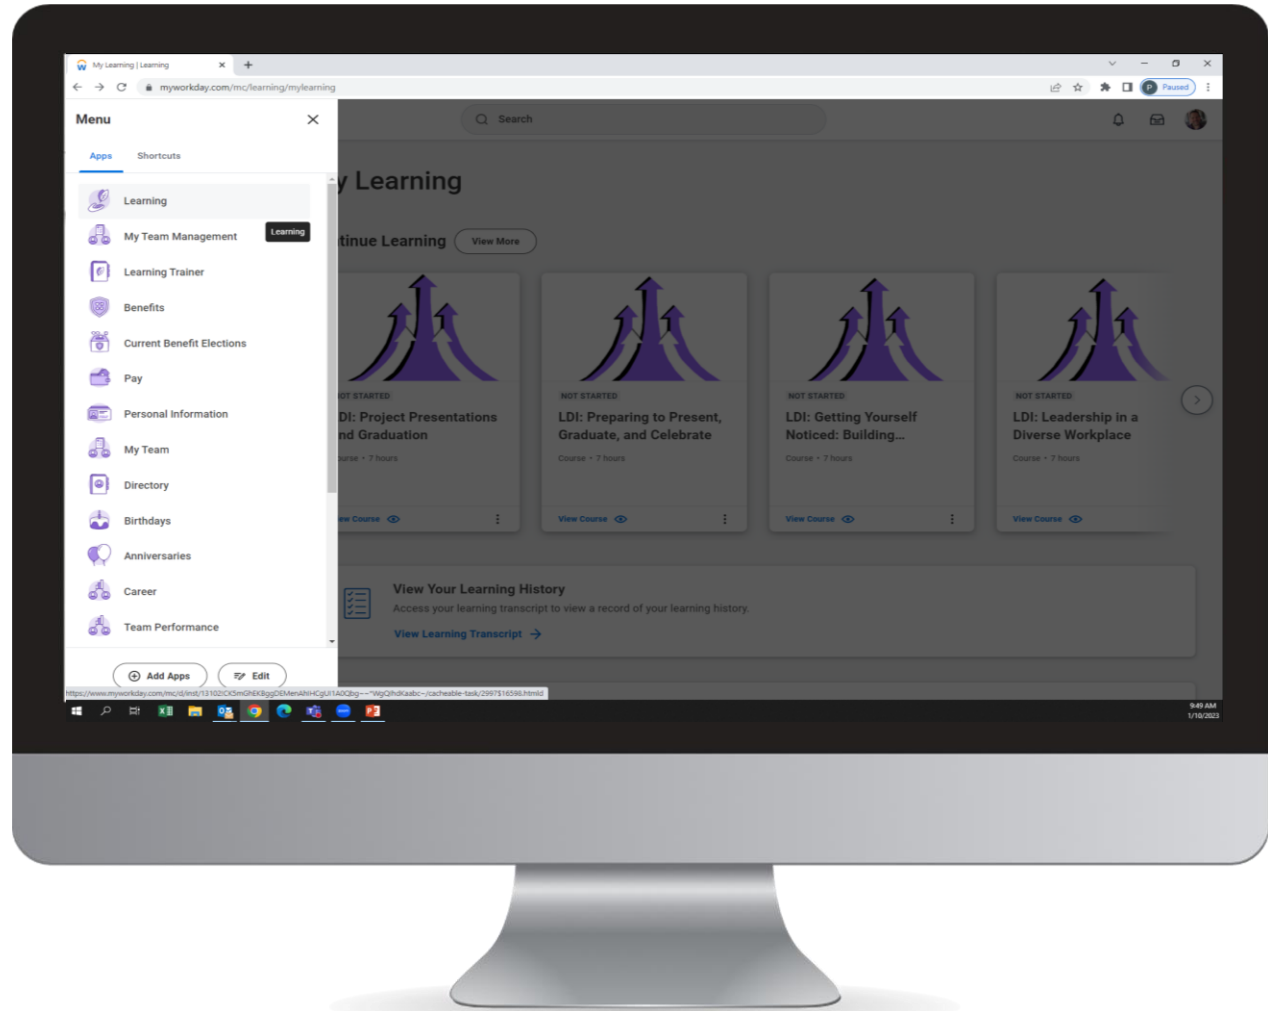 My Learning | Learning
myworkday.com/mc/learning/mylearning
P Paused
Menu
Search
Apps Shortcuts
y Learning
Learning
My Team Management
Learning
tinue Learning View More
Learning Trainer
Benefits
Current Benefit Elections
Pay
Personal Information
My Team
Directory
Birthdays
Anniversaries
Career
Team Performance
Add Apps Edit
OT STARTED
DI: Project Presentations
nd Graduation
ourse • 7 hours
ew Course
NOT STARTED
LDI: Preparing to Present,
Graduate, and Celebrate
Course • 7 hours
View Course
NOT STARTED
LDI: Getting Yourself
Noticed: Building...
Course • 7 hours
View Course
NOT STARTED
LDI: Leadership in a
Diverse Workplace
Course • 7 hours
View Course
View Your Learning History
Access your learning transcript to view a record of your learning history.
View Learning Transcript
9:49 AM
1/10/2023